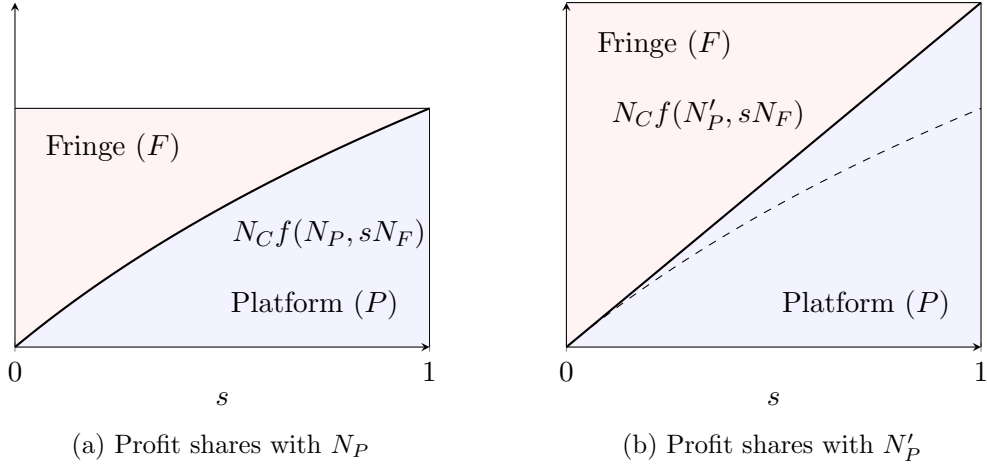 Fringe (F)
N_C f(N_P, sN_F)
Platform (P)
0
1
s
(a) Profit shares with N_P
Fringe (F)
N_C f(N'_P, sN_F)
Platform (P)
0
1
s
(b) Profit shares with N'_P